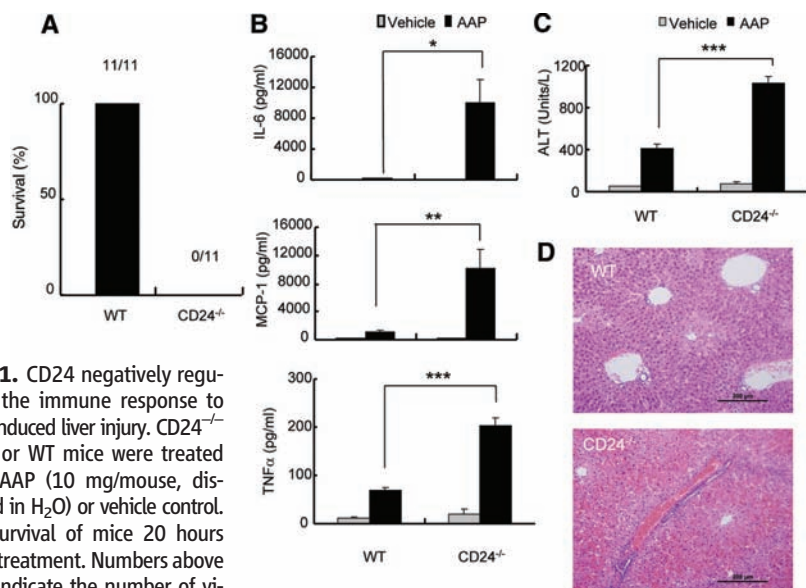 A
11/11
100
50
0
Survival (%)
0/11
WT CD24-/-
B
Vehicle AAP
*
16000
12000
8000
4000
0
IL-6 (pg/ml)
**
16000
12000
8000
4000
0
MCP-1 (pg/ml)
***
300
200
100
0
TNFα (pg/ml)
WT CD24-/-
C
Vehicle AAP
***
1200
800
400
0
ALT (Units/L)
WT CD24-/-
D
WT
CD24-/-
1. CD24 negatively regu-
the immune response to
nduced liver injury. CD24−/−
or WT mice were treated
AAP (10 mg/mouse, dis-
d in H2O) or vehicle control.
urvival of mice 20 hours
treatment. Numbers above
ndicate the number of vi-